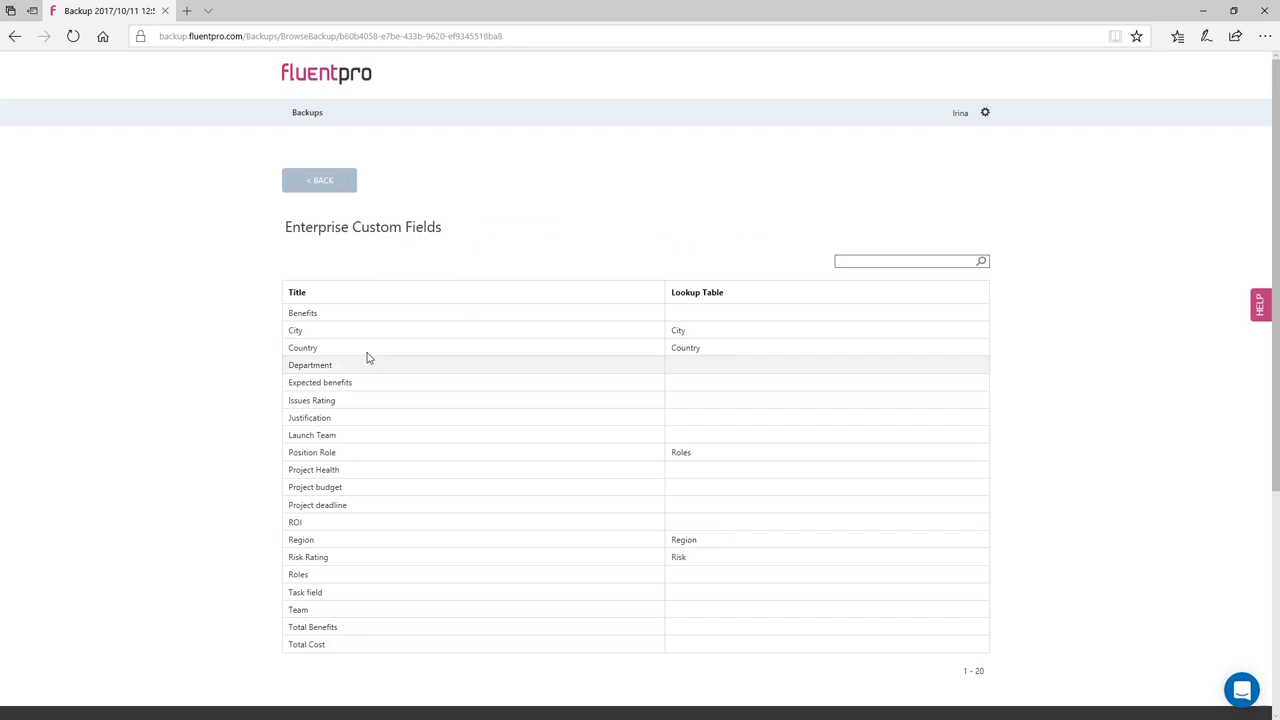 Backup 2017/10/11 12:5
backup.fluentpro.com/Backups/BrowseBackup/b60b4058-e7be-433b-9620-ef9345518ba8
fluentpro
Backups
Irina
< BACK
Enterprise Custom Fields
HELP
Title Lookup Table
Benefits
City City
Country Country
Department
Expected benefits
Issues Rating
Justification
Launch Team
Position Role Roles
Project Health
Project budget
Project deadline
ROI
Region Region
Risk Rating Risk
Roles
Task field
Team
Total Benefits
Total Cost
1 - 20